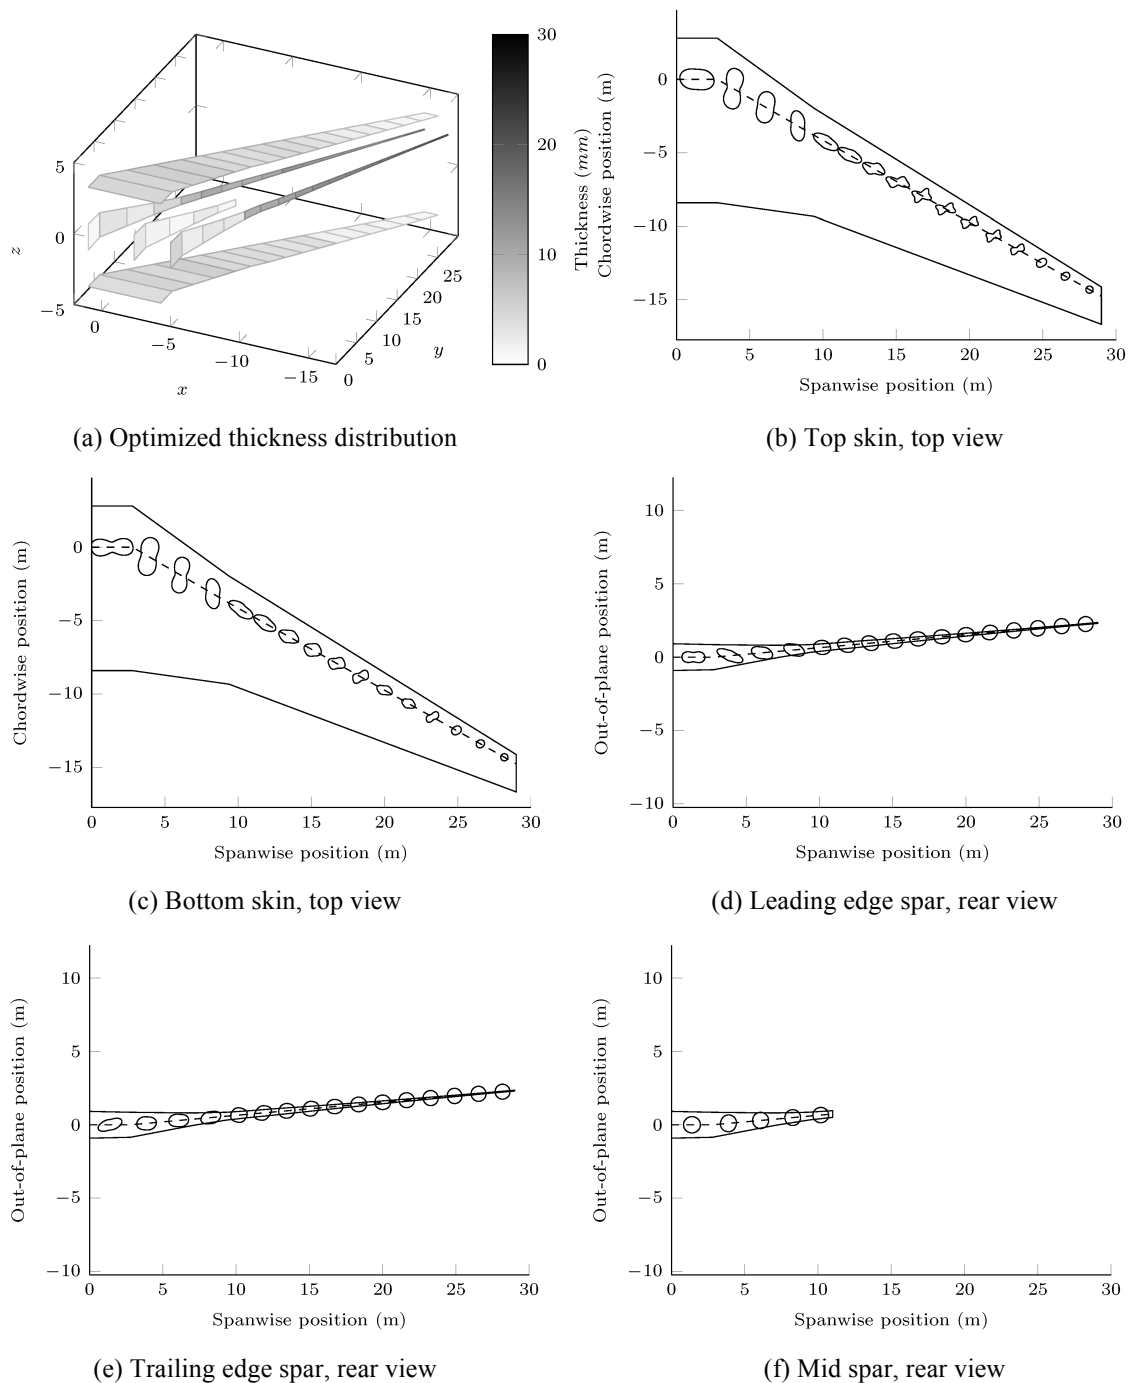 5
0
−5
z
0
−5
−10
−15
x
0
5
10
15
20
25
y
30
20
10
0
Thickness (mm)
(a) Optimized thickness distribution
Chordwise position (m)
0
−5
−10
−15
0 5 10 15 20 25 30
Spanwise position (m)
(b) Top skin, top view
Chordwise position (m)
0
−5
−10
−15
0 5 10 15 20 25 30
Spanwise position (m)
(c) Bottom skin, top view
Out-of-plane position (m)
10
5
0
−5
−10
0 5 10 15 20 25 30
Spanwise position (m)
(d) Leading edge spar, rear view
Out-of-plane position (m)
10
5
0
−5
−10
0 5 10 15 20 25 30
Spanwise position (m)
(e) Trailing edge spar, rear view
Out-of-plane position (m)
10
5
0
−5
−10
0 5 10 15 20 25 30
Spanwise position (m)
(f) Mid spar, rear view